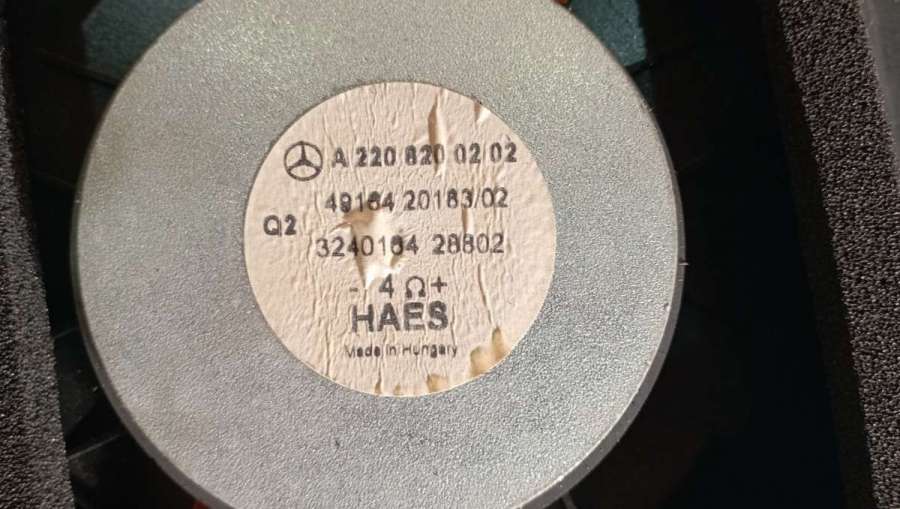 A 220 820 02 02
49164 20183/02
Q2
3240164 28802
- 4 Ω +
HAES
Made in Hungary